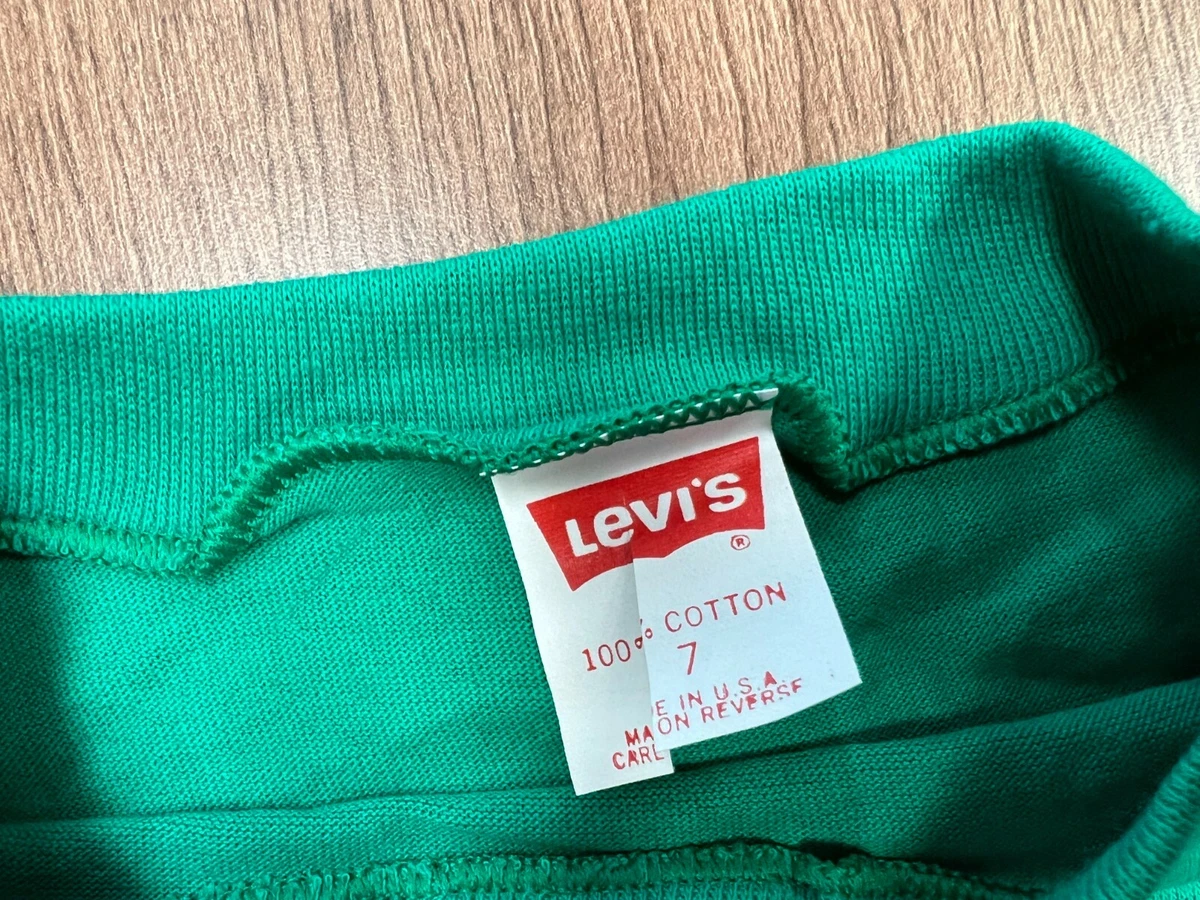 Levi's
®
100% COTTON
7
MA E IN U.S.A.
CARE ON REVERSE